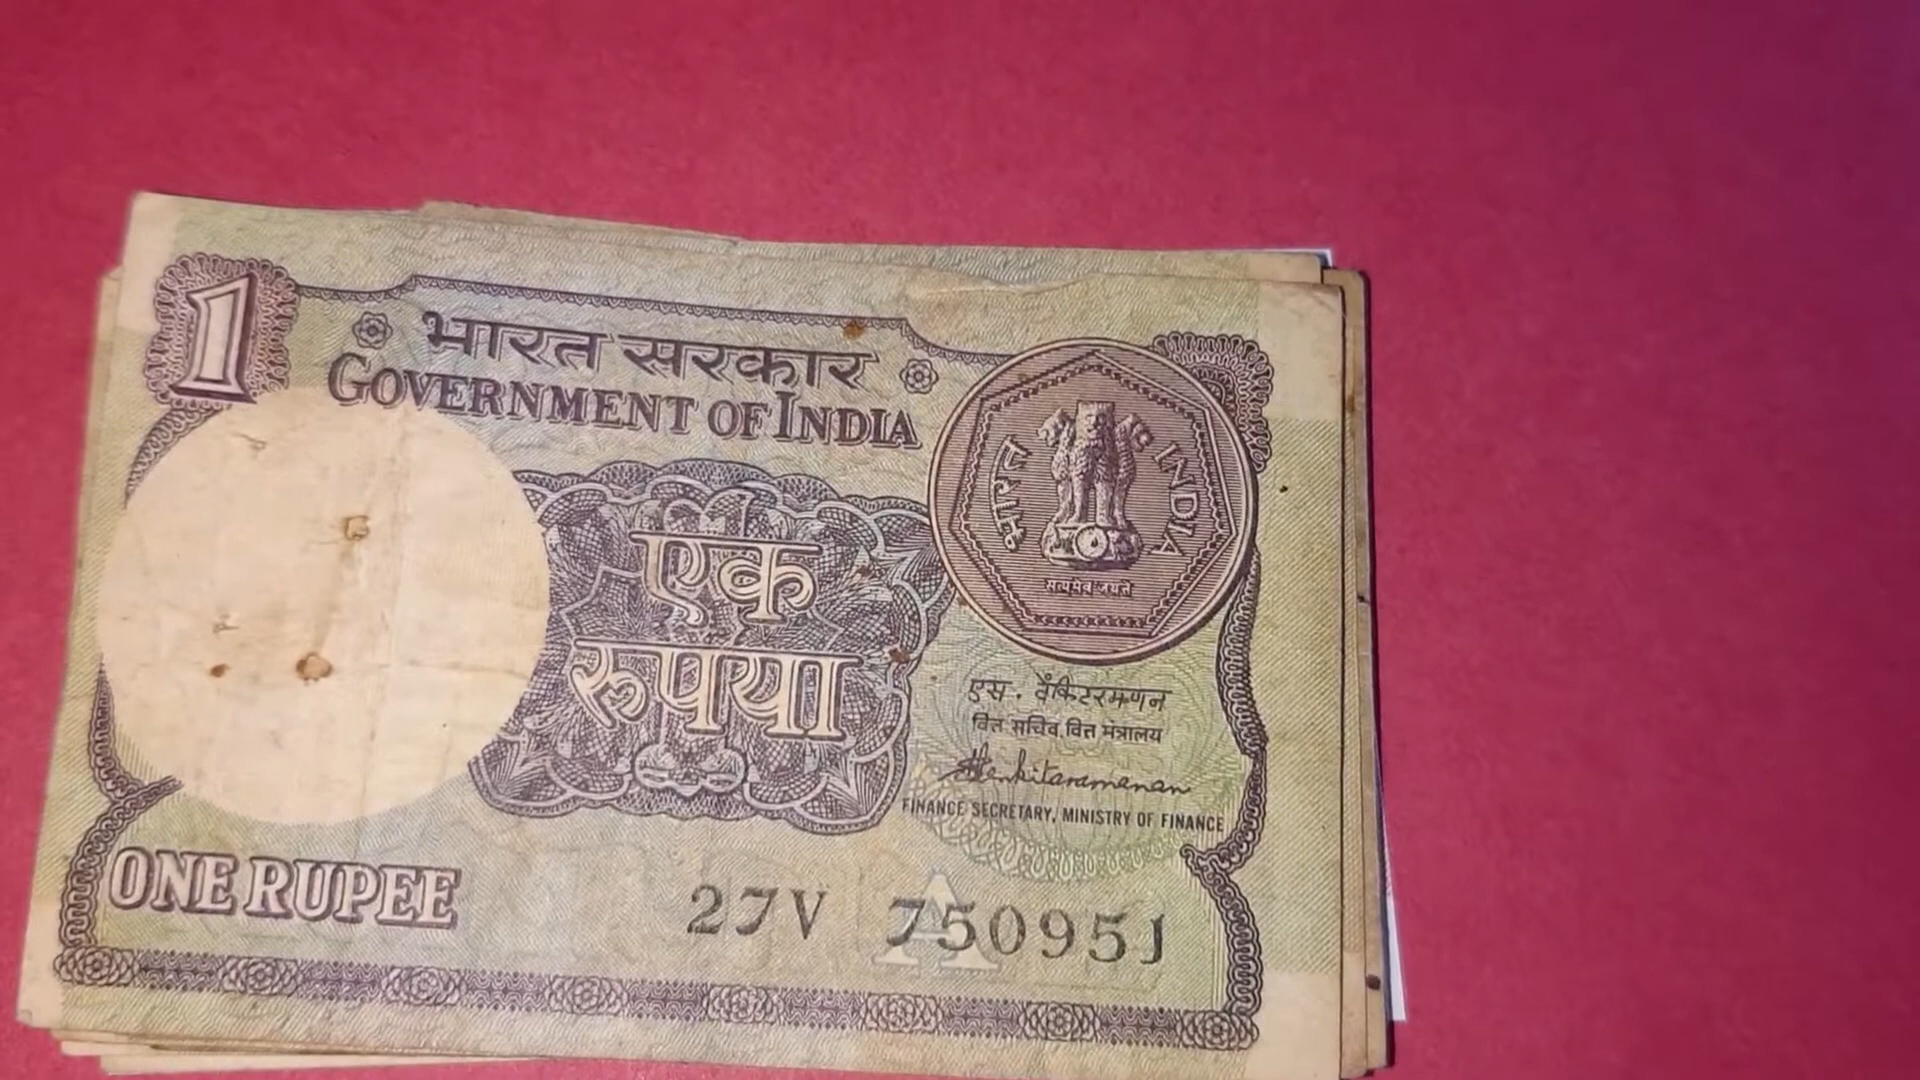 1
भारत सरकार
GOVERNMENT OF INDIA
भारत
INDIA
सत्यमेव जयते
एक
रुपया
एस. वेंकिटरमणन
वित्त सचिव, वित्त मंत्रालय
S Venkitaramanan
FINANCE SECRETARY, MINISTRY OF FINANCE
ONE RUPEE
A
27V 750951